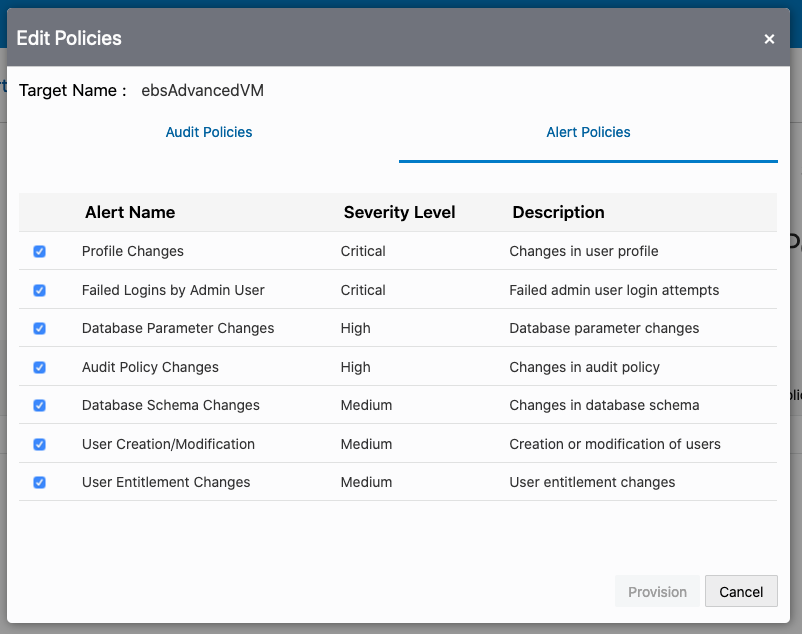 Edit Policies ×
Target Name : ebsAdvancedVM
Audit Policies Alert Policies
Alert Name Severity Level Description
Profile Changes Critical Changes in user profile
Failed Logins by Admin User Critical Failed admin user login attempts
Database Parameter Changes High Database parameter changes
Audit Policy Changes High Changes in audit policy
Database Schema Changes Medium Changes in database schema
User Creation/Modification Medium Creation or modification of users
User Entitlement Changes Medium User entitlement changes
Provision Cancel